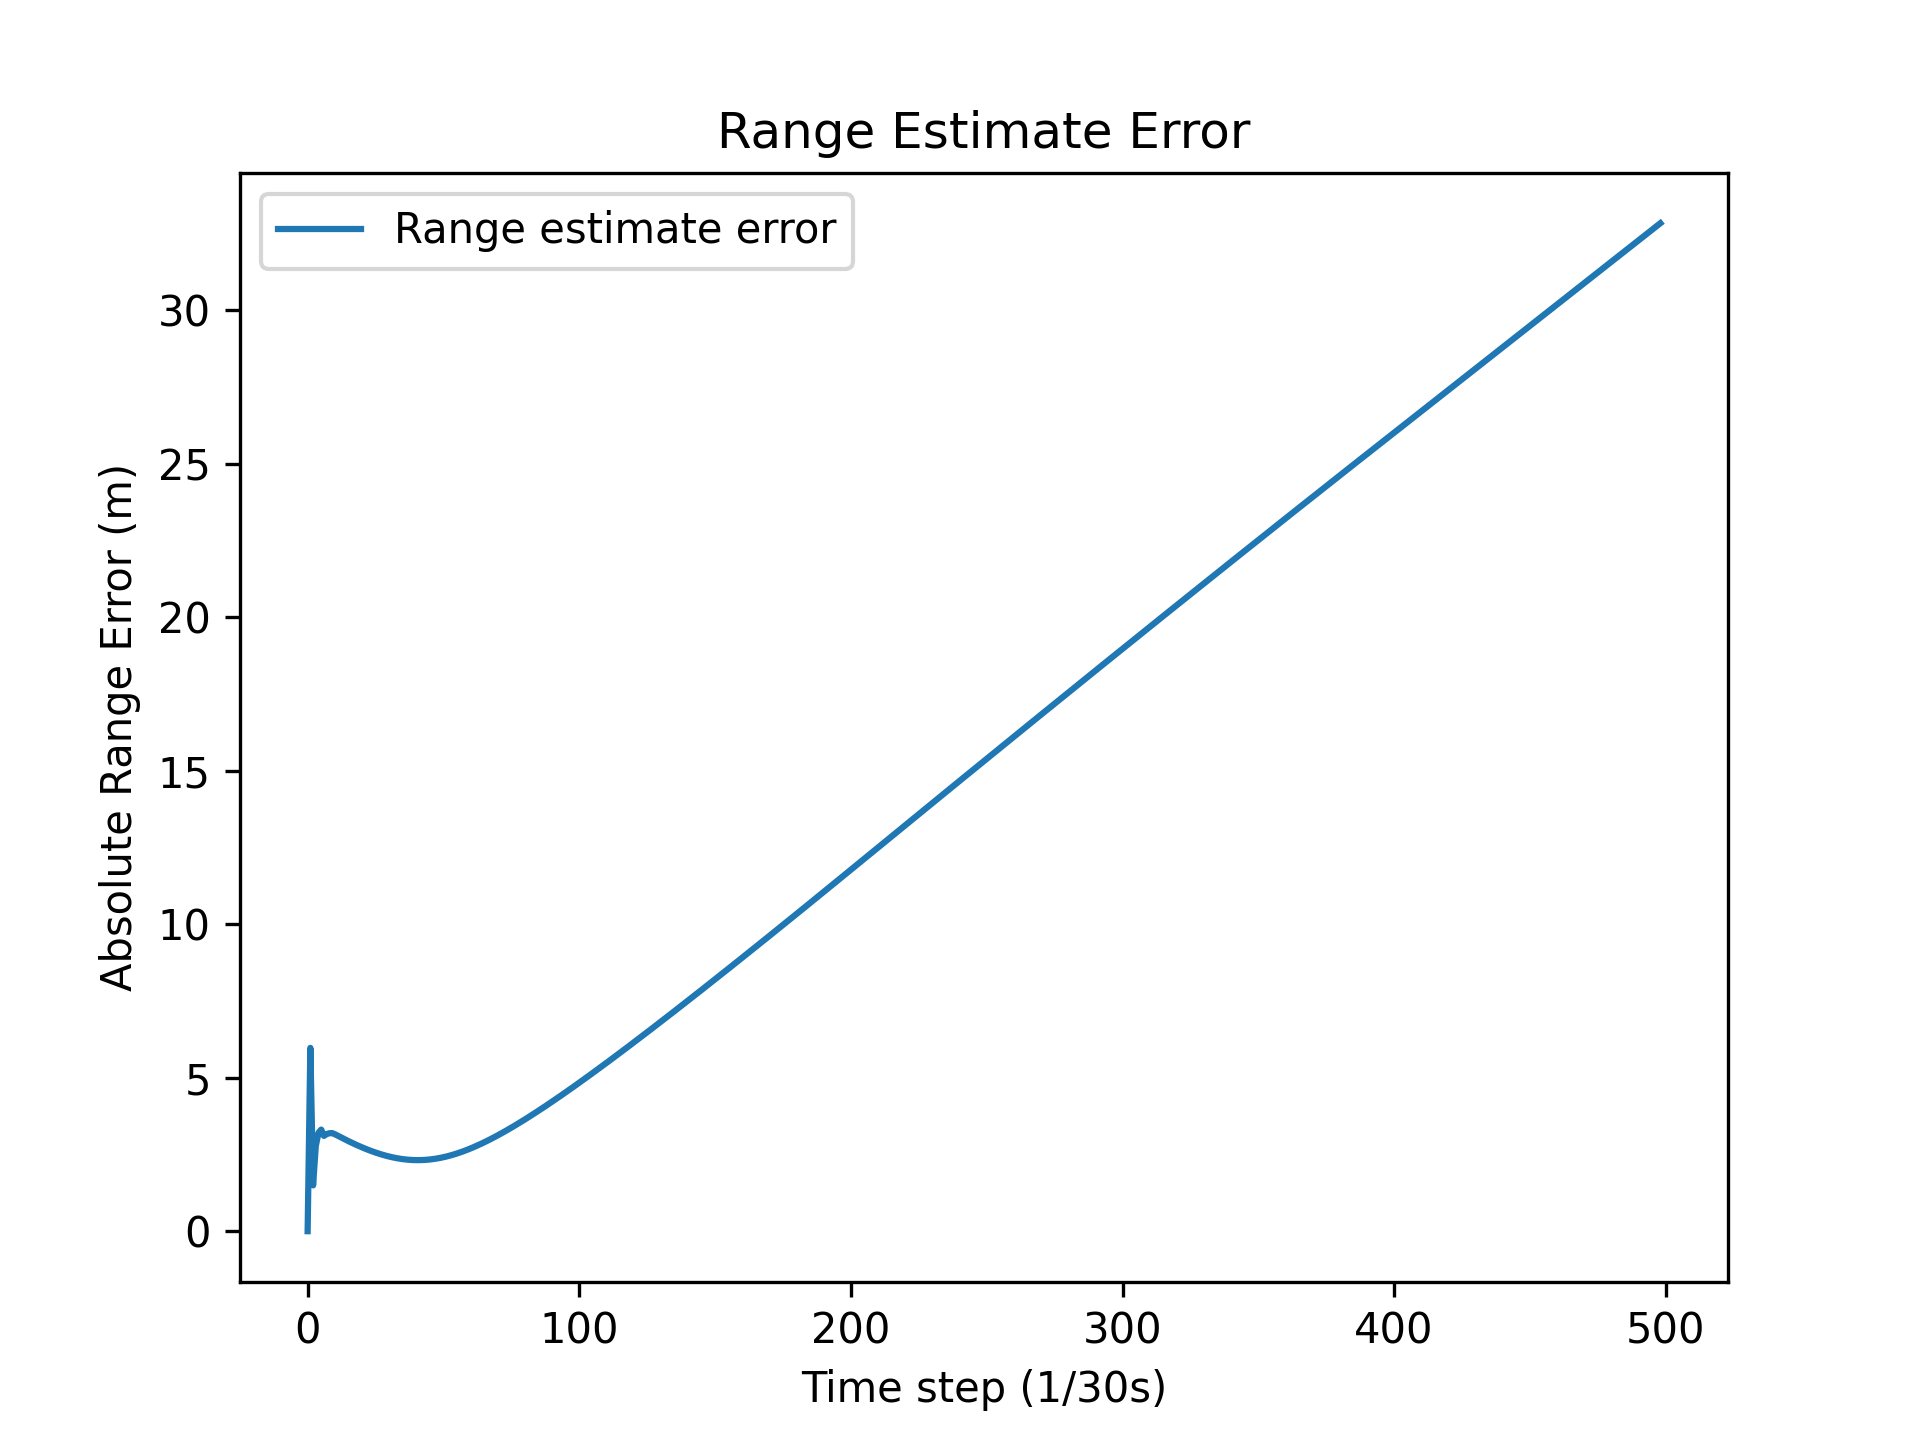 Range Estimate Error
Range estimate error
Absolute Range Error (m)
30
25
20
15
10
5
0
0 100 200 300 400 500
Time step (1/30s)